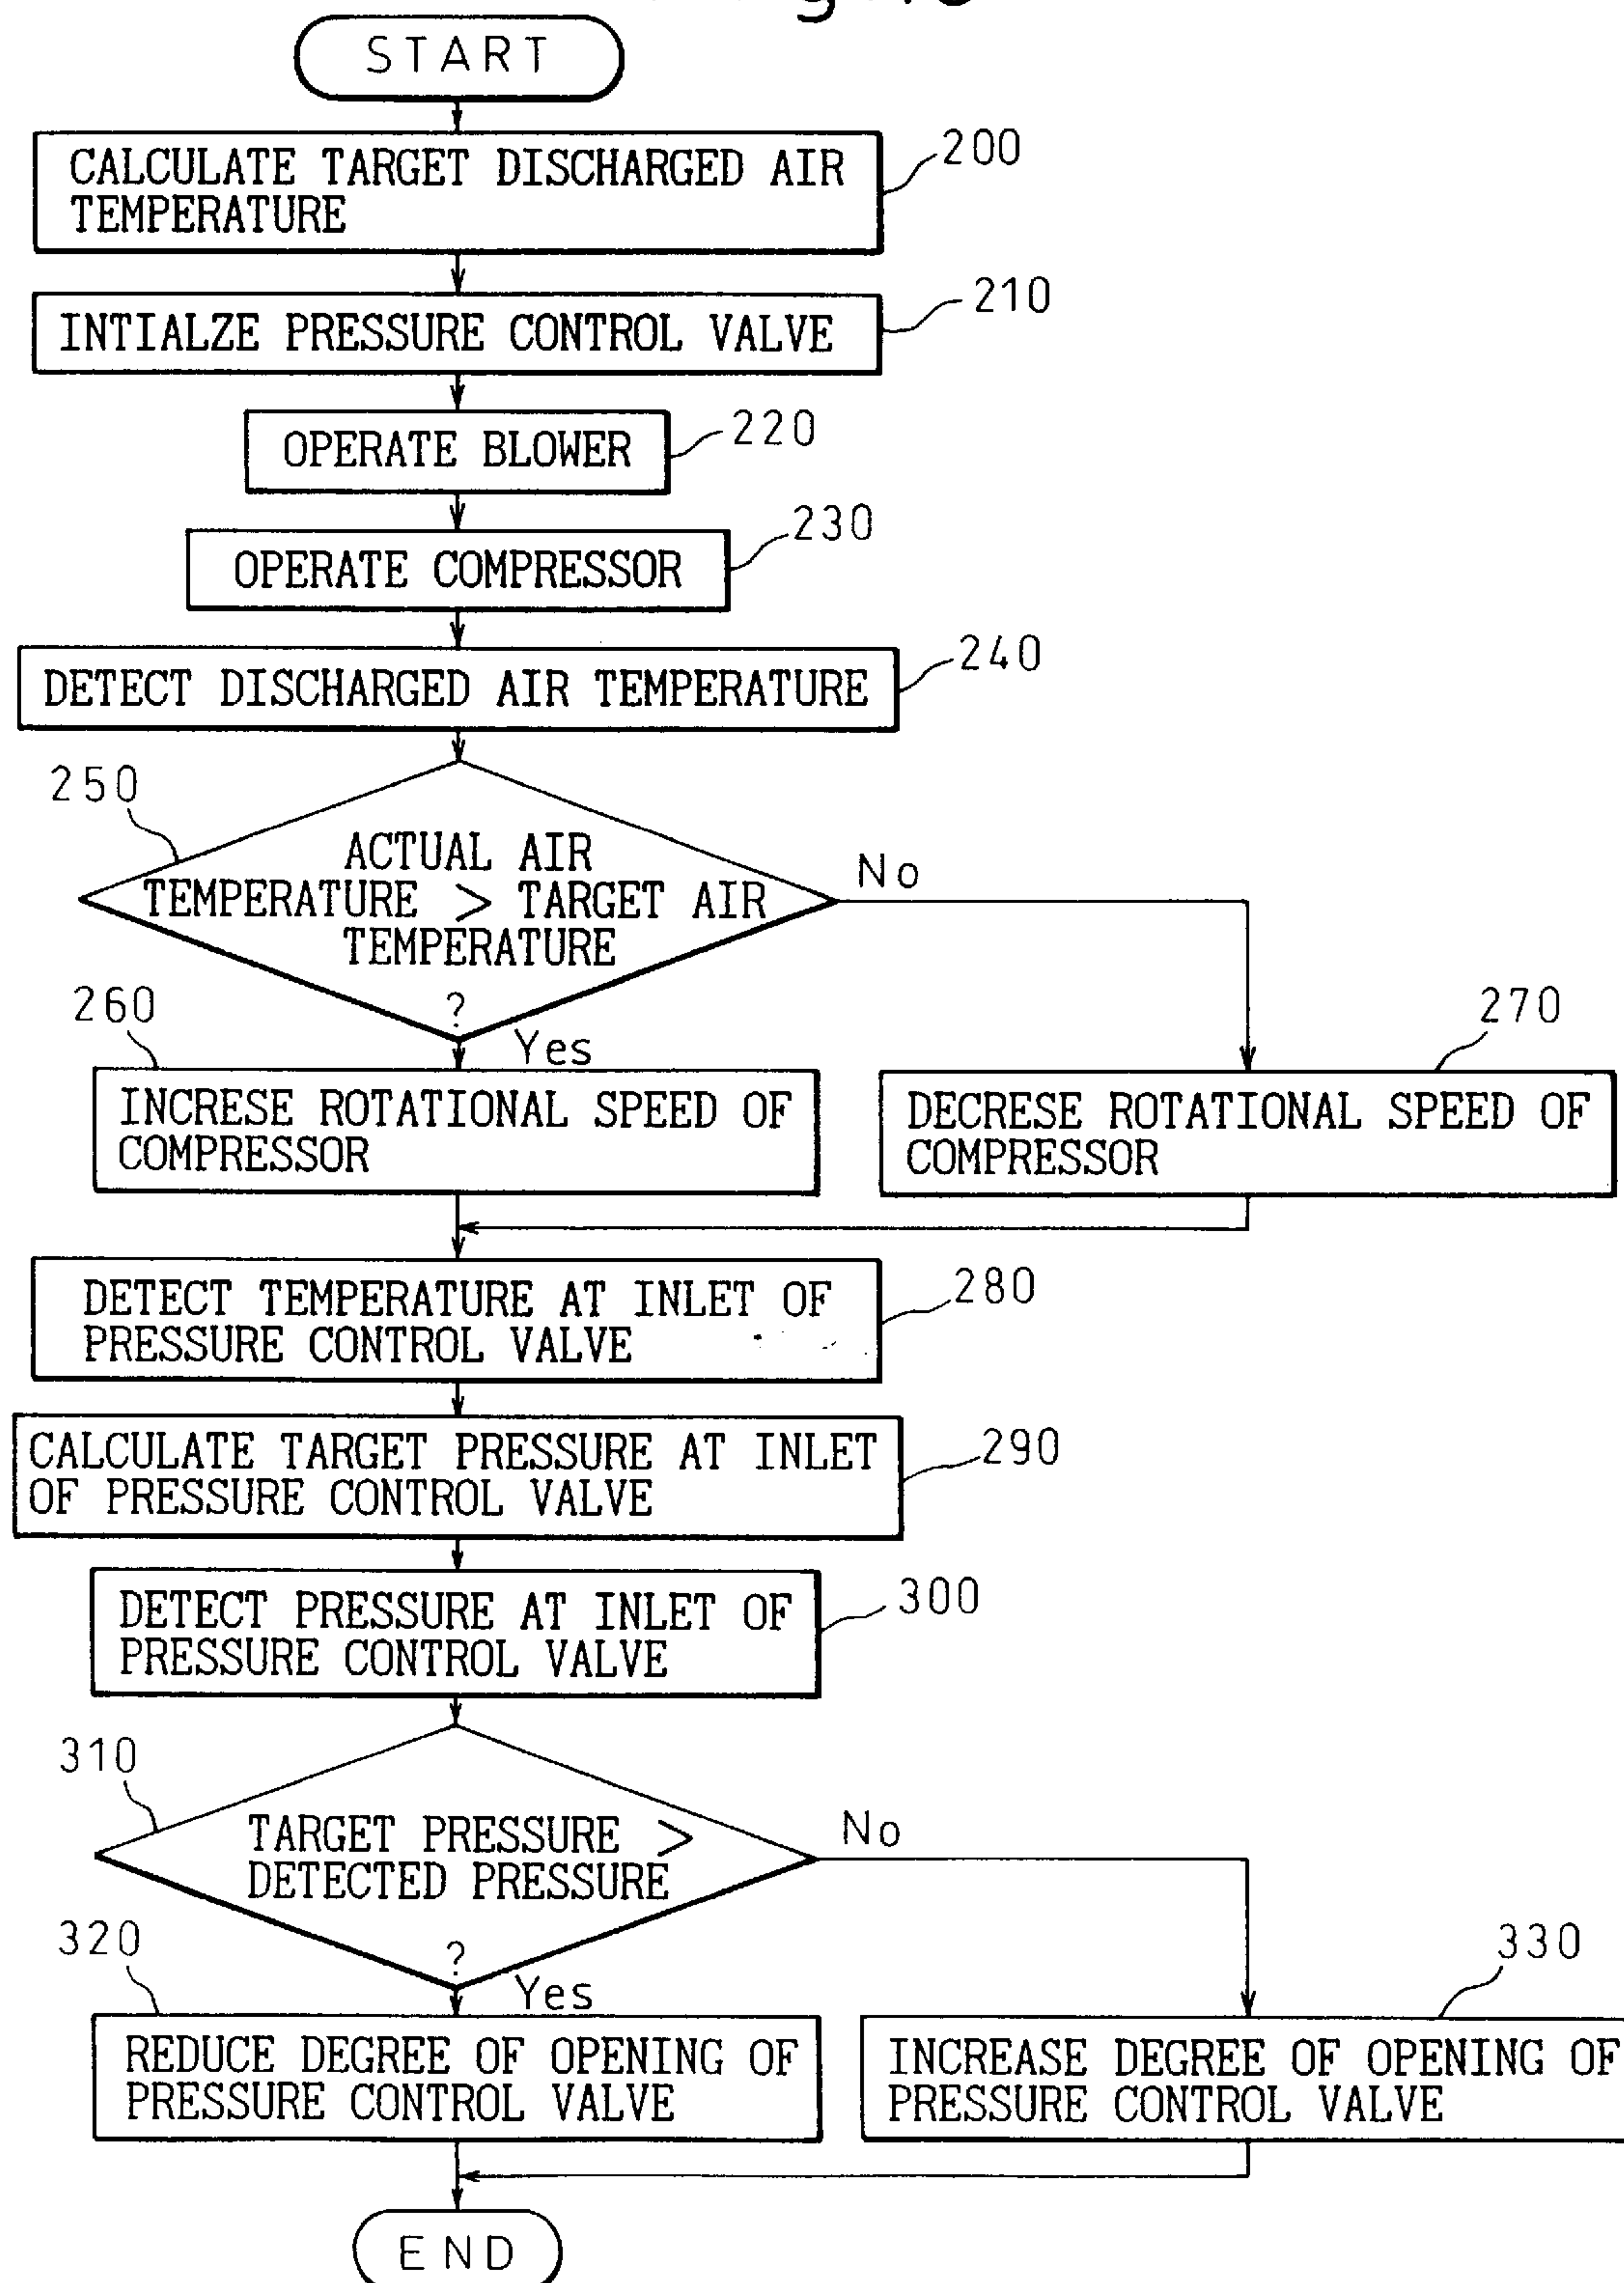 START
CALCULATE TARGET DISCHARGED AIR
TEMPERATURE
200
INTIALZE PRESSURE CONTROL VALVE
210
OPERATE BLOWER
220
OPERATE COMPRESSOR
230
DETECT DISCHARGED AIR TEMPERATURE
240
250
ACTUAL AIR
TEMPERATURE > TARGET AIR
TEMPERATURE
?
No
Yes
260
INCRESE ROTATIONAL SPEED OF
COMPRESSOR
270
DECRESE ROTATIONAL SPEED OF
COMPRESSOR
DETECT TEMPERATURE AT INLET OF
PRESSURE CONTROL VALVE
280
CALCULATE TARGET PRESSURE AT INLET
OF PRESSURE CONTROL VALVE
290
DETECT PRESSURE AT INLET OF
PRESSURE CONTROL VALVE
300
310
TARGET PRESSURE >
DETECTED PRESSURE
?
No
Yes
320
REDUCE DEGREE OF OPENING OF
PRESSURE CONTROL VALVE
330
INCREASE DEGREE OF OPENING OF
PRESSURE CONTROL VALVE
END